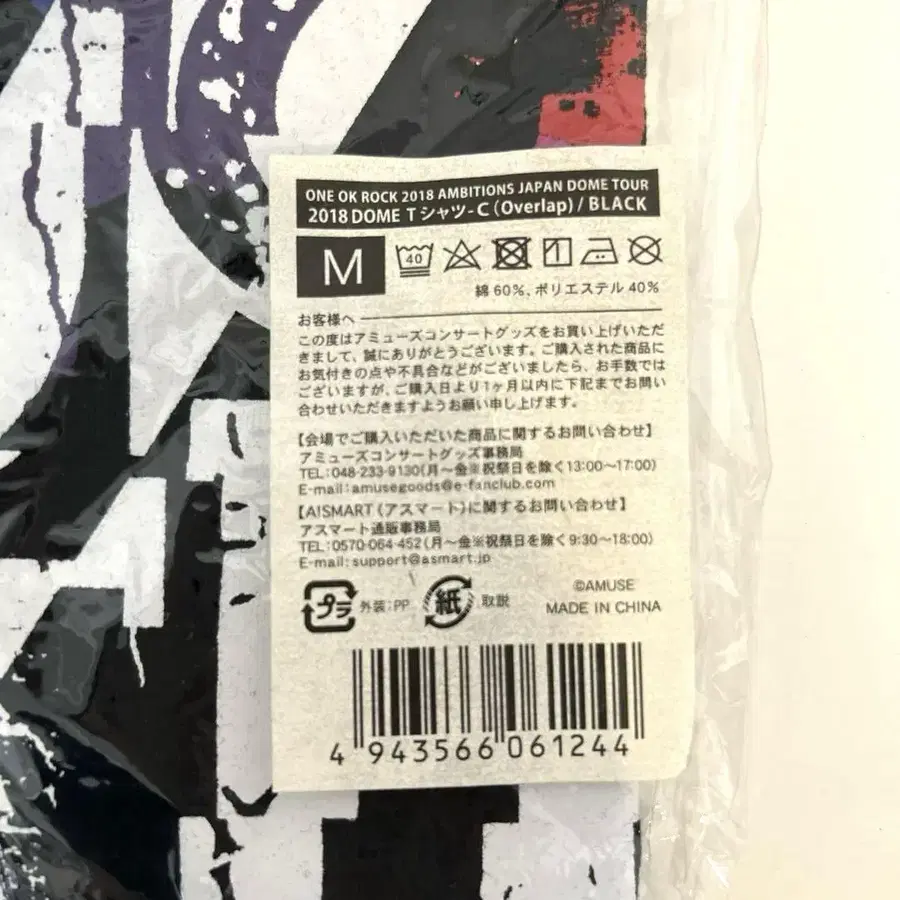 ONE OK ROCK 2018 AMBITIONS JAPAN DOME TOUR
2018 DOME Tシャツ-C (Overlap) / BLACK
M
40
綿 60%、ポリエステル 40%
お客様へ
この度はアミューズコンサートグッズをお買い上げいただ
きまして、誠にありがとうございます。ご購入された商品に
お気付きの点や不具合などがございましたら、お手数では
ございますが、ご購入日より1ヶ月以内に下記までお問い
合わせいただきますようお願い申し上げます。
【会場でご購入いただいた商品に関するお問い合わせ】
アミューズコンサートグッズ事務局
TEL:048-233-9130(月~金※祝祭日を除く13:00~17:00)
E-mail:amusegoods@e-fanclub.com
【A!SMART (アスマート)に関するお問い合わせ】
アスマート通販事務局
TEL:0570-064-452(月~金※祝祭日を除く9:30~18:00)
E-mail: support@asmart.jp
プラ 外装:PP 紙 取説
©AMUSE
MADE IN CHINA
4 943566 061244